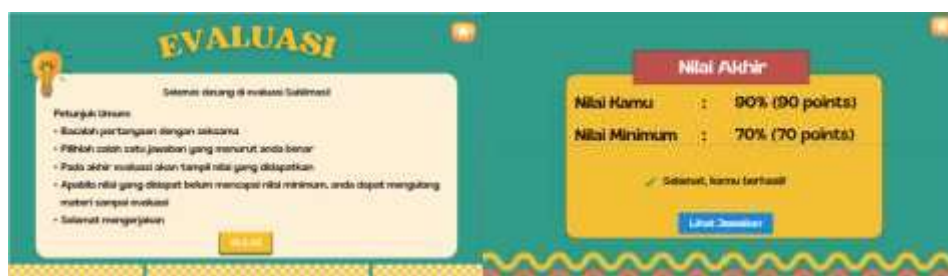 EVALUASI
Selamat datang di evaluasi Sublimasi!
Petunjuk Umum:
- Bacalah pertanyaan dengan seksama
- Pilihlah salah satu jawaban yang menurut anda benar
- Pada akhir evaluasi akan tampil nilai yang didapatkan
- Apabila nilai yang didapat belum mencapai nilai minimum, anda dapat mengulang
materi sampai evaluasi
- Selamat mengerjakan
Nilai Akhir
Nilai Kamu : 90% (90 points)
Nilai Minimum : 70% (70 points)
✓ Selamat, kamu berhasil!
Lihat Jawaban